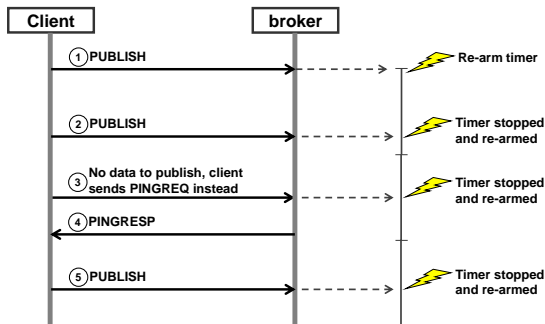 Client
broker
1 PUBLISH
Re-arm timer
2 PUBLISH
Timer stopped
and re-armed
3 No data to publish, client
sends PINGREQ instead
Timer stopped
and re-armed
4 PINGRESP
5 PUBLISH
Timer stopped
and re-armed